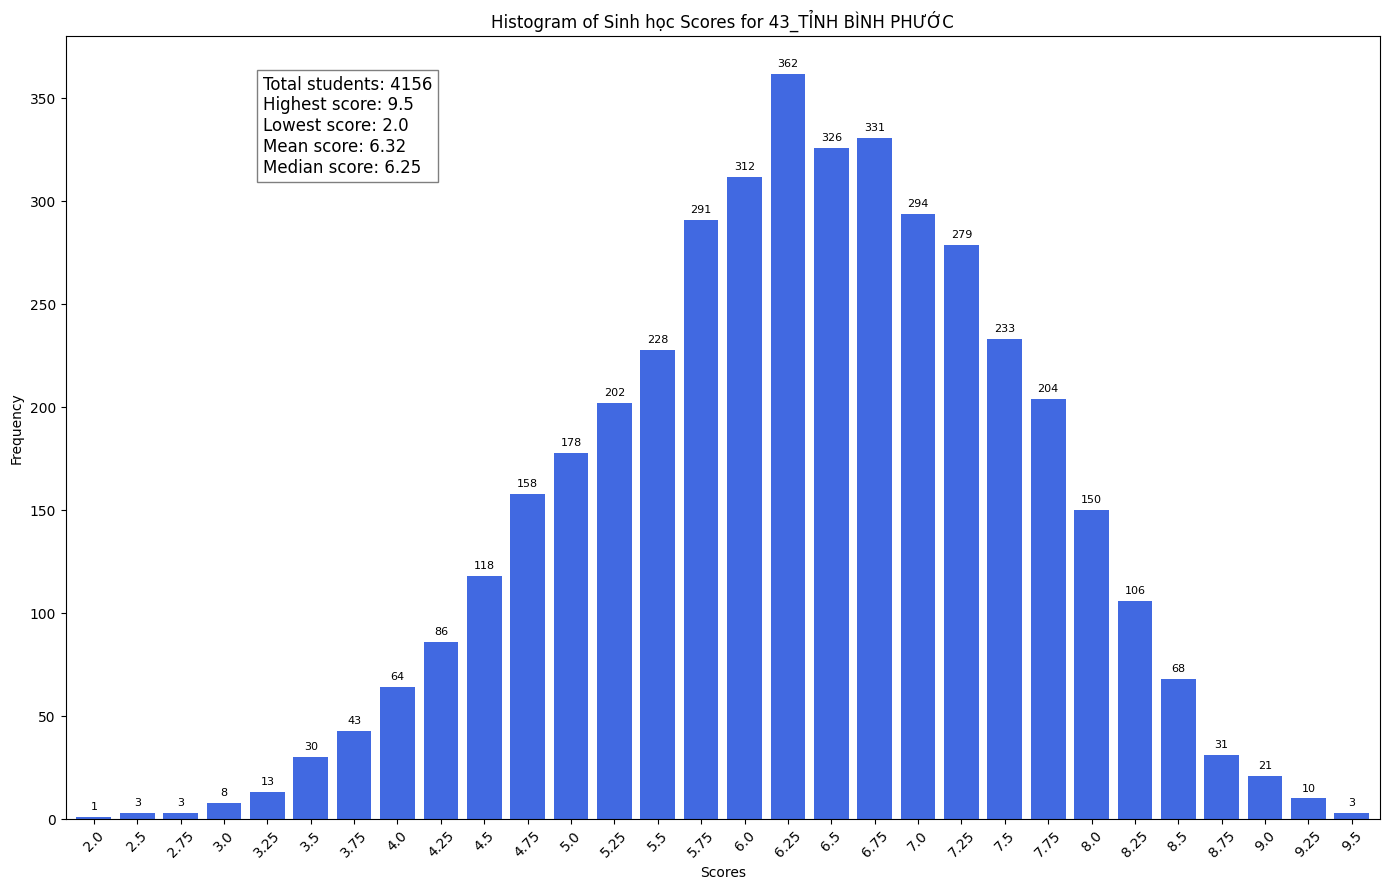 Histogram of Sinh học Scores for 43_TỈNH BÌNH PHƯỚC
Total students: 4156
Highest score: 9.5
Lowest score: 2.0
Mean score: 6.32
Median score: 6.25
Frequency
350
300
250
200
150
100
50
0
1 3 3 8 13 30 43 64 86 118 158 178 202 228 291 312 362 326 331 294 279 233 204 150 106 68 31 21 10 3
2.0 2.5 2.75 3.0 3.25 3.5 3.75 4.0 4.25 4.5 4.75 5.0 5.25 5.5 5.75 6.0 6.25 6.5 6.75 7.0 7.25 7.5 7.75 8.0 8.25 8.5 8.75 9.0 9.25 9.5
Scores